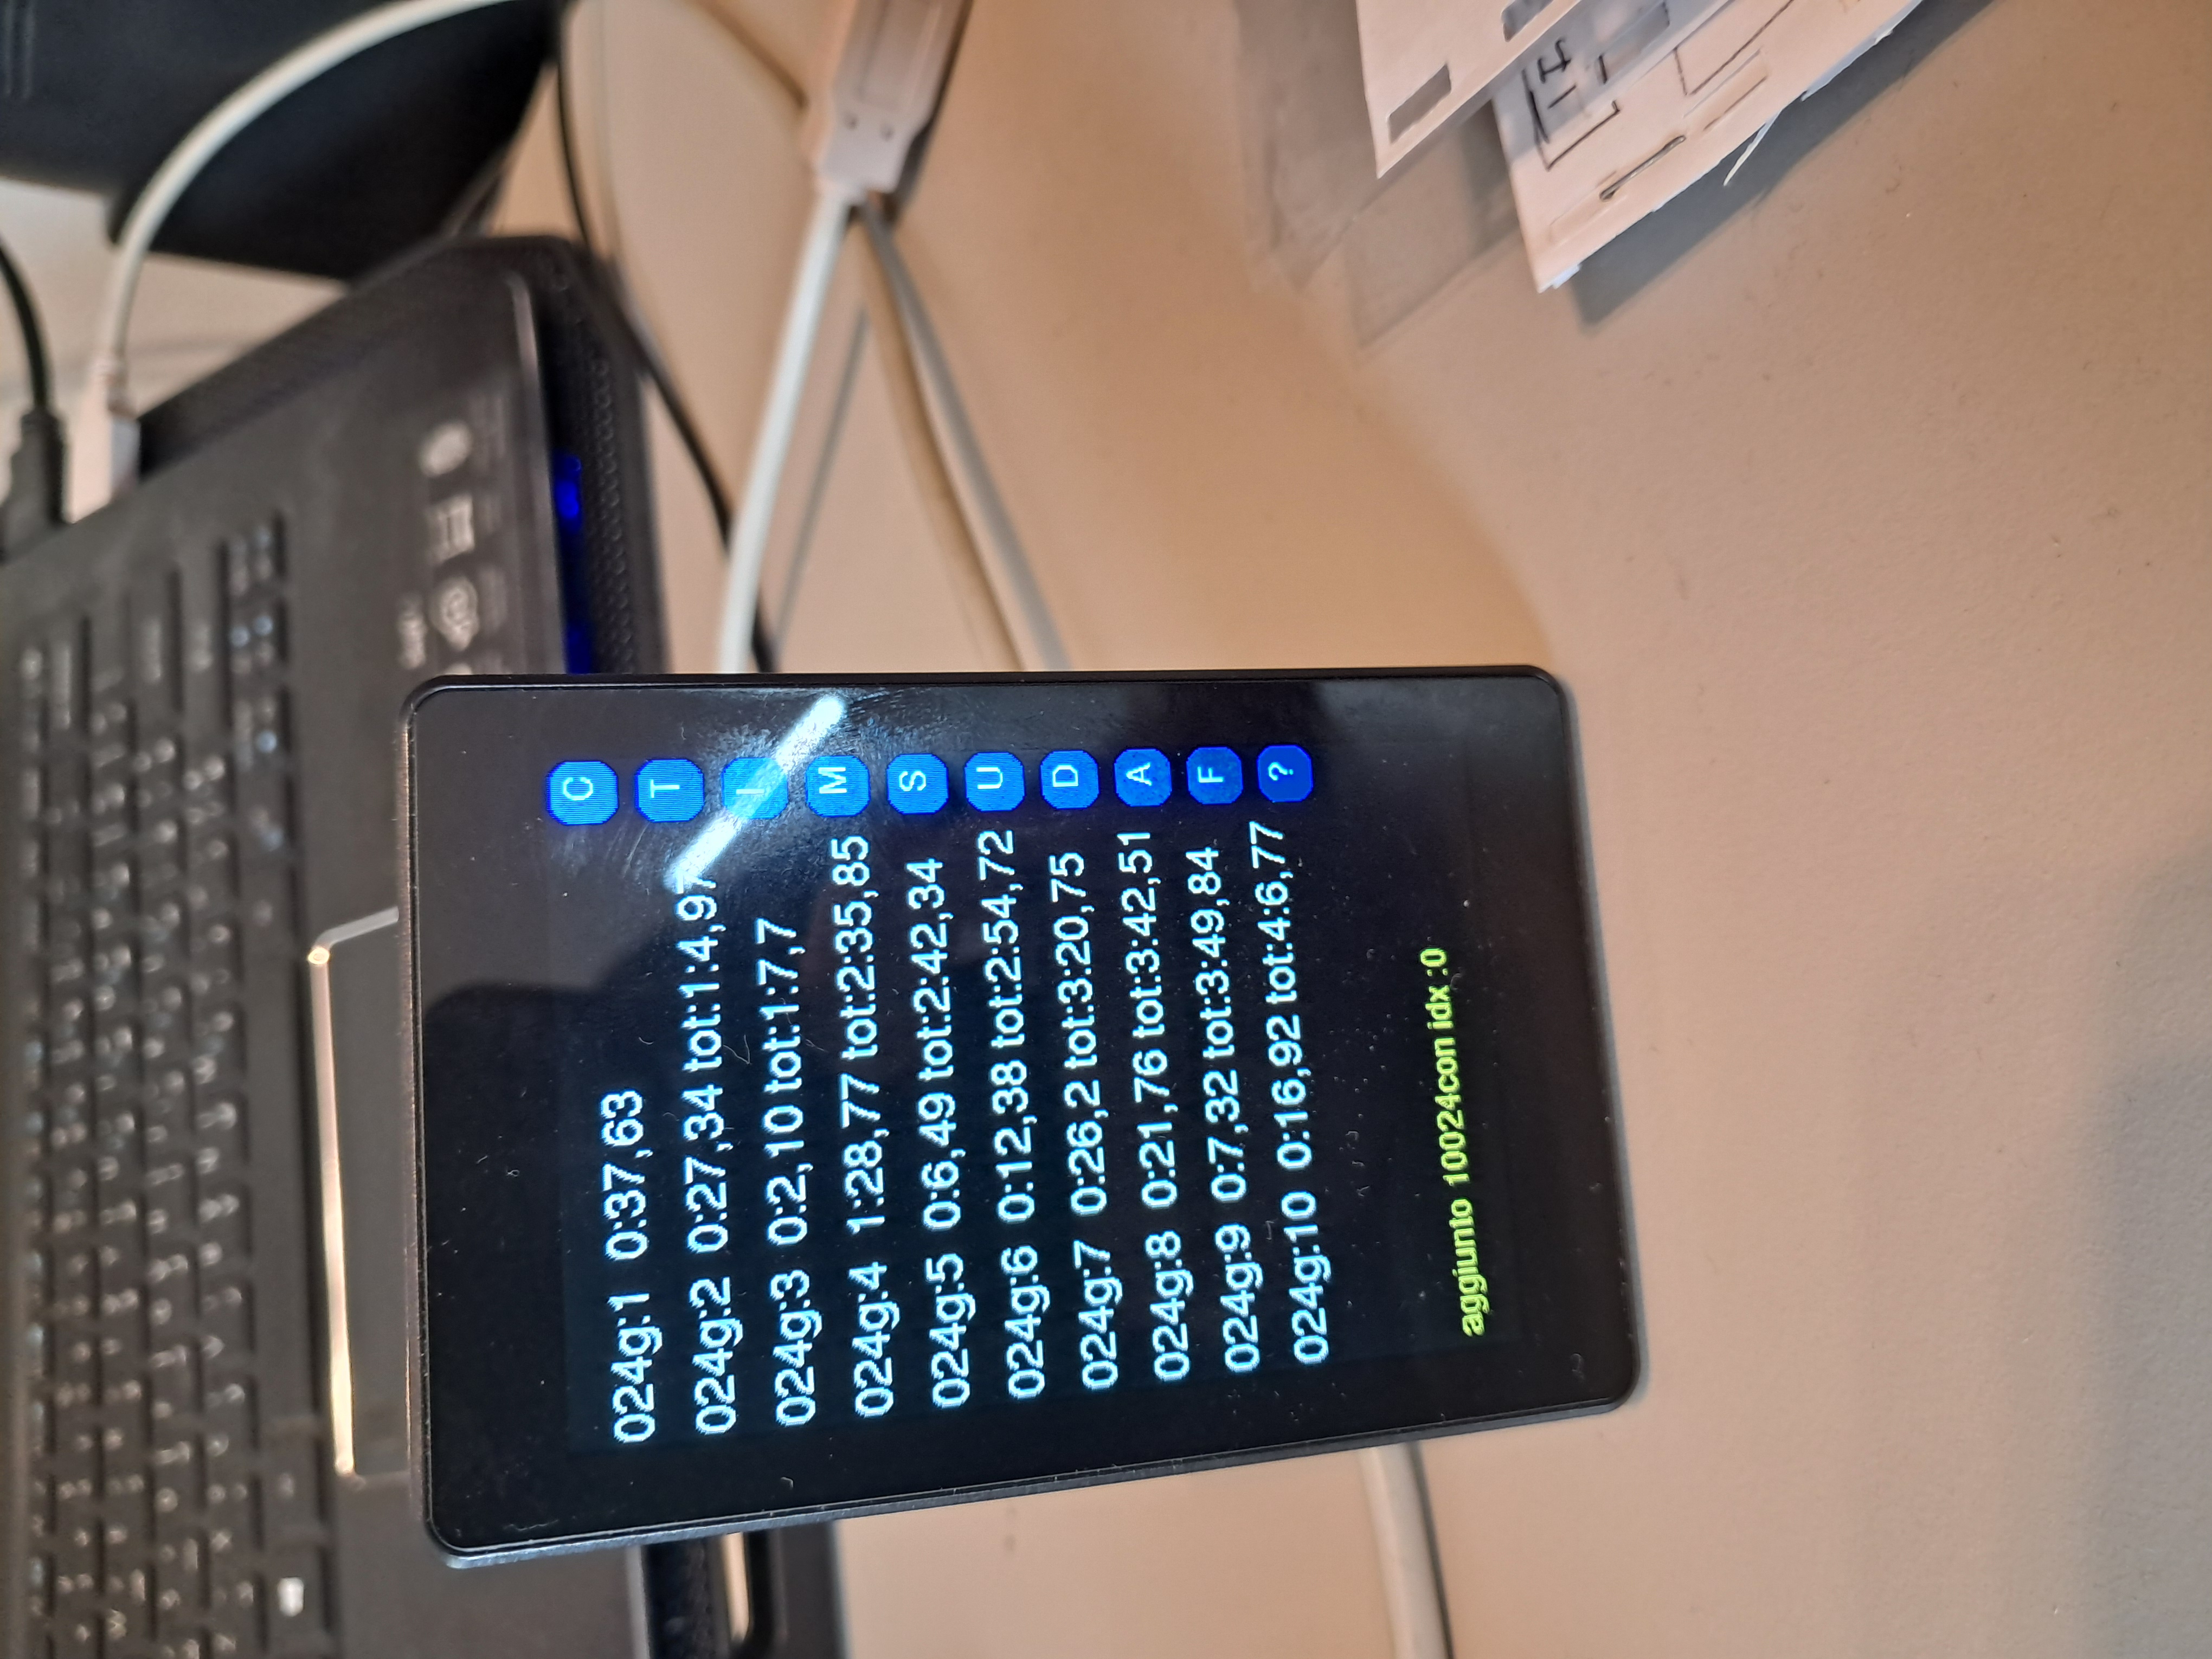 024g:1 0:37,63
024g:2 0:27,34 tot:1:4,97
024g:3 0:2,10 tot:1:7,7
024g:4 1:28,77 tot:2:35,85
024g:5 0:6,49 tot:2:42,34
024g:6 0:12,38 tot:2:54,72
024g:7 0:26,2 tot:3:20,75
024g:8 0:21,76 tot:3:42,51
024g:9 0:7,32 tot:3:49,84
024g:10 0:16,92 tot:4:6,77
C
T
I
M
S
U
D
A
F
?
aggiunto 10024con idx :0